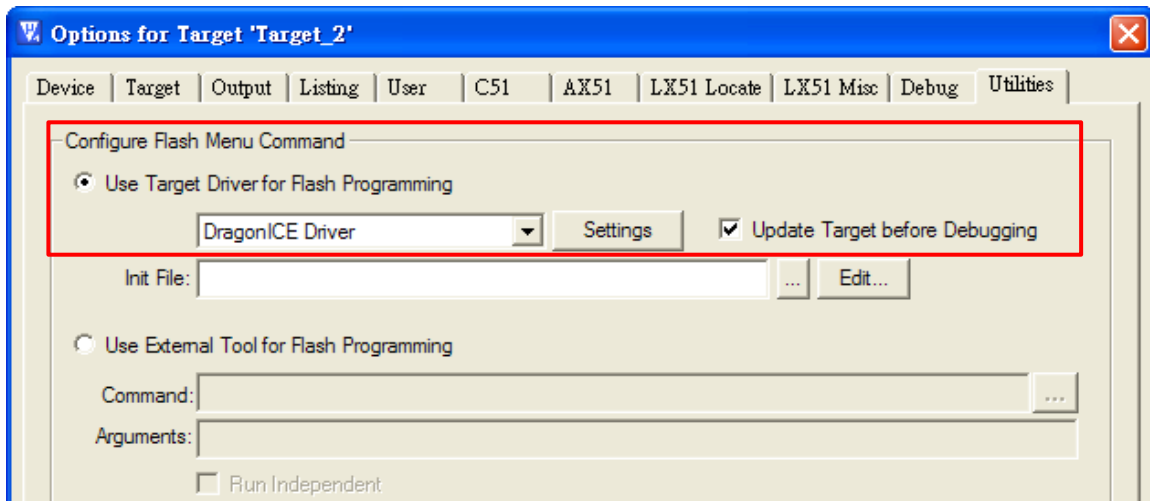 Options for Target 'Target_2'
Device Target Output Listing User C51 AX51 LX51 Locate LX51 Misc Debug Utilities
Configure Flash Menu Command
Use Target Driver for Flash Programming
DragonICE Driver Settings Update Target before Debugging
Init File: ... Edit...
Use External Tool for Flash Programming
Command: ...
Arguments:
Run Independent